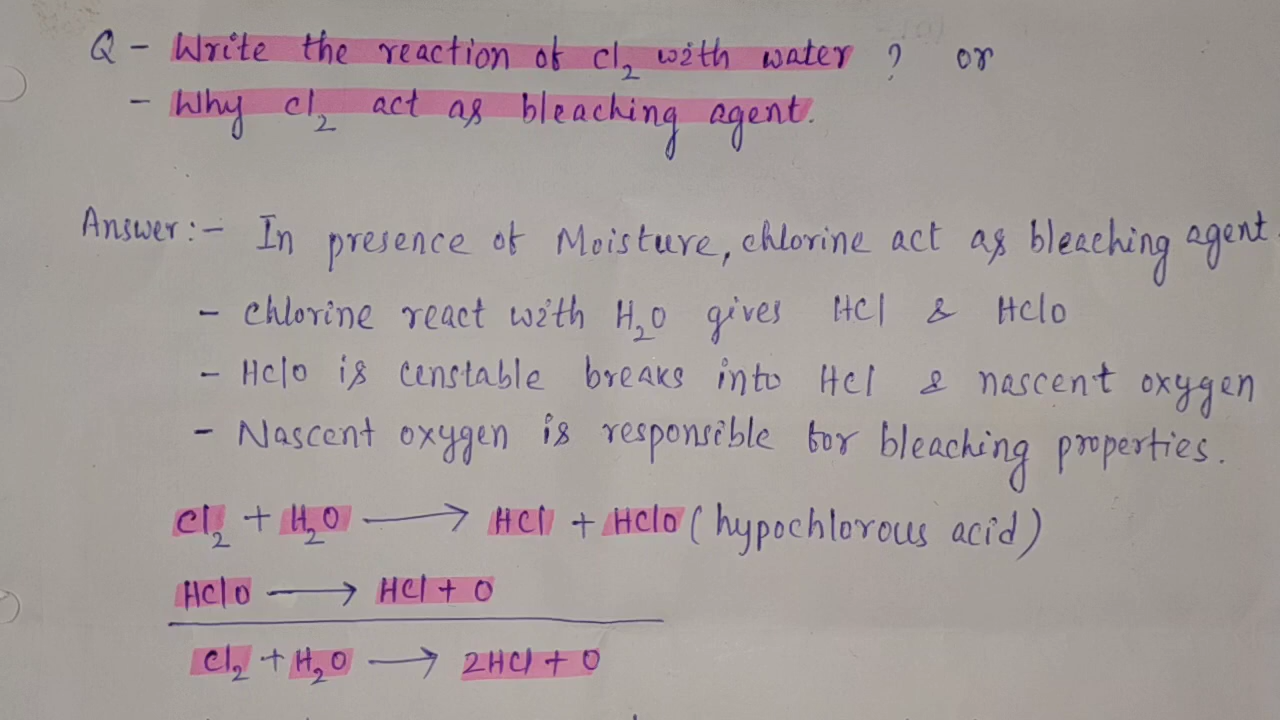 Q - Write the reaction of Cl₂ with water ? or
- Why Cl₂ act as bleaching agent.
Answer :- In presence of Moisture, chlorine act as bleaching agent.
- Chlorine react with H₂O gives HCl & HClO
- HClO is unstable breaks into HCl & nascent oxygen
- Nascent oxygen is responsible for bleaching properties.
Cl₂ + H₂O ⟶ HCl + HClO (hypochlorous acid)
HClO ⟶ HCl + O
Cl₂ + H₂O ⟶ 2HCl + O